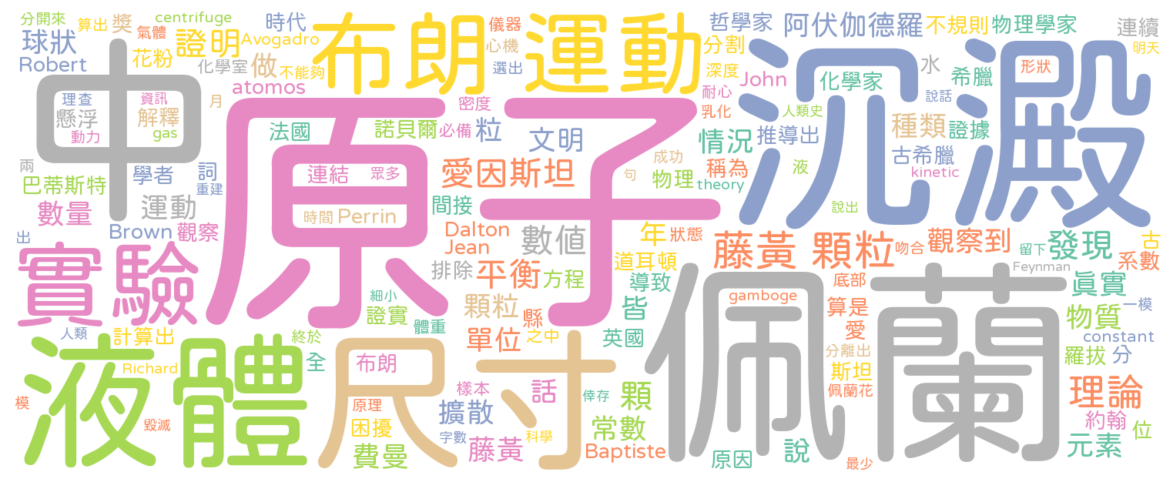 分開來 算出 獎 centrifuge 時代 布朗運動 儀器 哲學家 阿伏伽德羅 不規則 物理學家 連續
球狀 氣體 證明 Avogadro 心機 分割 沉澱 明天
Robert 花粉 化學室 做 不能夠 選出 深度 John 化學家 水 希臘 形狀
中 理查 資訊 月 atomos 原子 密度 耐心 乳化 人類史 說話
懸浮 解釋 動力 gas 法國 諾貝爾 必備 粒 文明 情況 推導出 種類 證據
兩 學者 詞 連結 眾多 愛因斯坦 成功 稱為 液 古希臘
巴蒂斯特 重建 句 物理 theory kinetic
數量 運動 時間 Perrin 間接 說出
出 Brown 觀察 Dalton 數值 年 狀態 藤黃 顆粒 觀察到 吻合 留下 發現 古
實驗 Jean 道耳頓 系數
排除 平衡 方程 導致 佩蘭 底部 Feynman 真實
細小 顆粒 皆 gamboge 算是 一模
人類 計算出 證實 體重 單位 縣 英國 愛 物質 constant
液體 終於 全 尺寸 之中 分離出 羅拔 分
Richard 布朗 樣本 話 倖存 斯坦 佩蘭花 理論
模 原理 擴散 顆 約翰
毀滅 困擾 字數 科學 常數 位
費曼 藤黃 Baptiste 原因 說 最少 元素